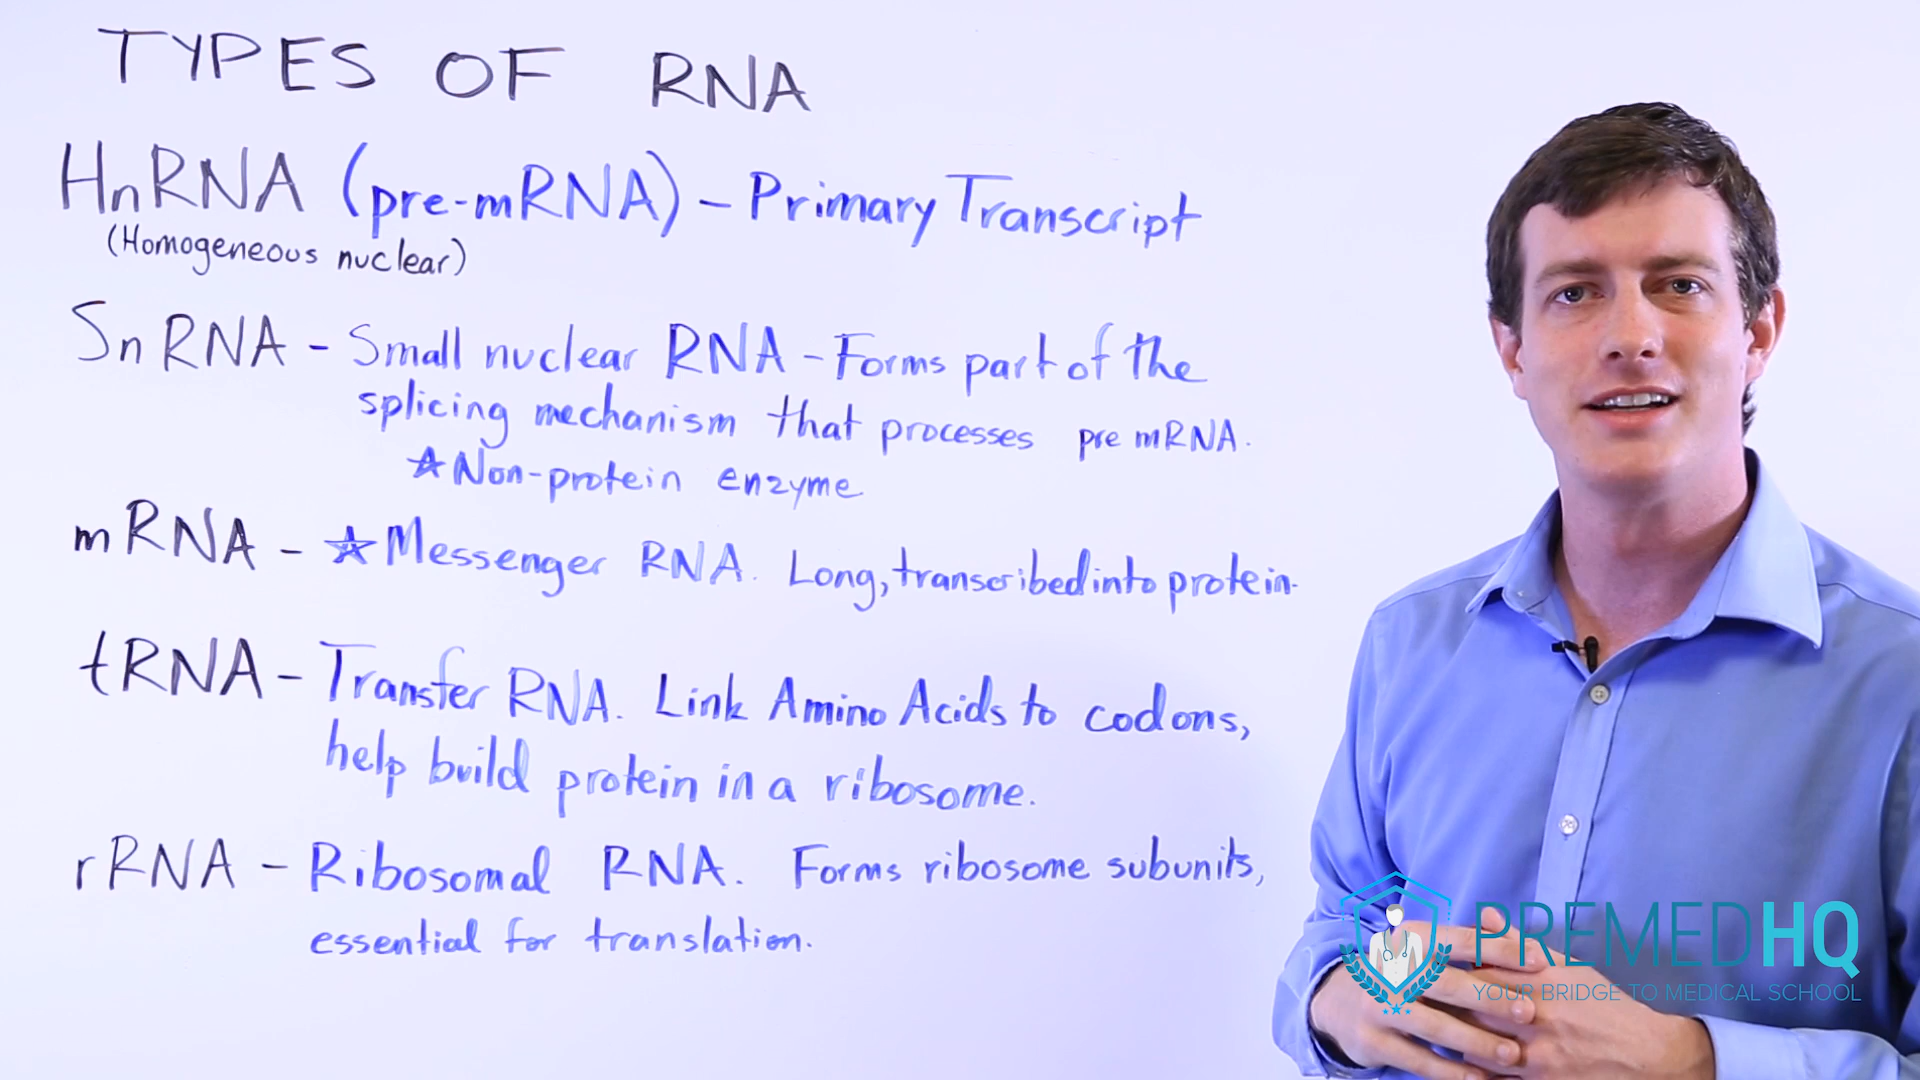 TYPES OF RNA
HnRNA (pre-mRNA) - Primary Transcript
(Homogeneous nuclear)
SnRNA - Small nuclear RNA - Forms part of the
splicing mechanism that processes pre mRNA.
☆ Non-protein enzyme
mRNA - ☆ Messenger RNA. Long, transcribed into protein.
tRNA - Transfer RNA. Link Amino Acids to codons,
help build protein in a ribosome.
rRNA - Ribosomal RNA. Forms ribosome subunits,
essential for translation.
PREMEDHQ
YOUR BRIDGE TO MEDICAL SCHOOL